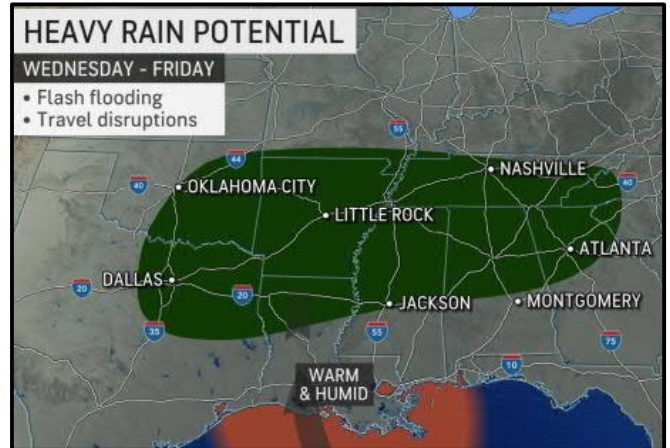 HEAVY RAIN POTENTIAL
WEDNESDAY - FRIDAY
• Flash flooding
• Travel disruptions
55
44
40
OKLAHOMA CITY
NASHVILLE
40
LITTLE ROCK
ATLANTA
DALLAS
20
20
JACKSON
MONTGOMERY
35
55
75
10
WARM
& HUMID